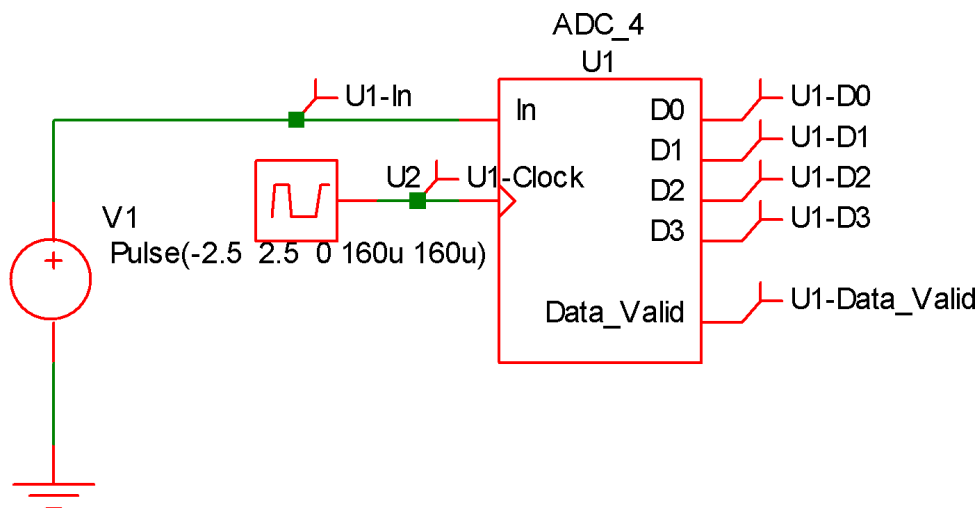 ADC_4
U1
U1-In
In
D0
U1-D0
D1
U1-D1
U2
U1-Clock
D2
U1-D2
V1
D3
U1-D3
Pulse(-2.5 2.5 0 160u 160u)
Data_Valid
U1-Data_Valid